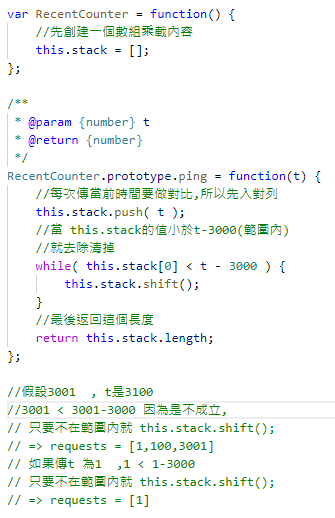 var RecentCounter = function() {
//先創建一個數組乘載內容
this.stack = [];
};
/**
* @param {number} t
* @return {number}
*/
RecentCounter.prototype.ping = function(t) {
//每次傳當前時間要做對比,所以先入對列
this.stack.push( t );
//當 this.stack的值小於t-3000(範圍內)
//就去除清掉
while( this.stack[0] < t - 3000 ) {
this.stack.shift();
}
//最後返回這個長度
return this.stack.length;
};
//假設3001  , t是3100
//3001 < 3001-3000 因為是不成立,
// 只要不在範圍內就 this.stack.shift();
// => requests = [1,100,3001]
// 如果傳t 為1  ,1 < 1-3000
// 只要不在範圍內就 this.stack.shift();
// => requests = [1]